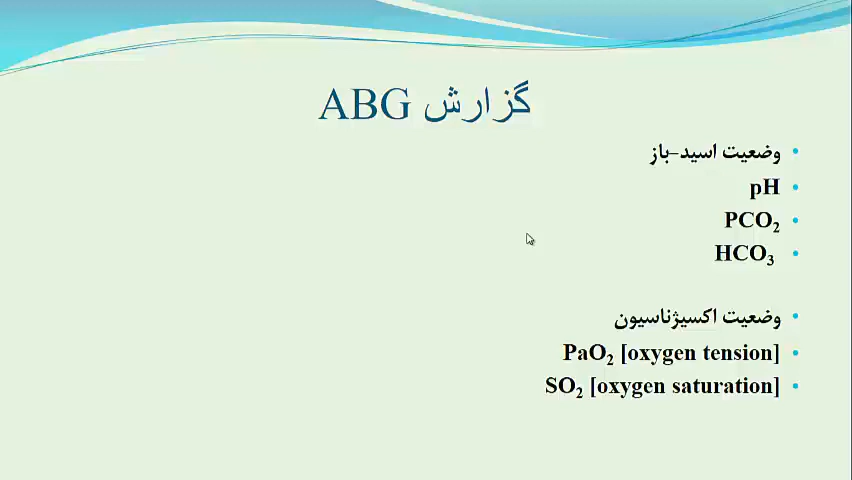 گزارش ABG
وضعیت اسید-باز
pH
PCO₂
HCO₃
وضعیت اکسیژناسیون
PaO₂ [oxygen tension]
SO₂ [oxygen saturation]